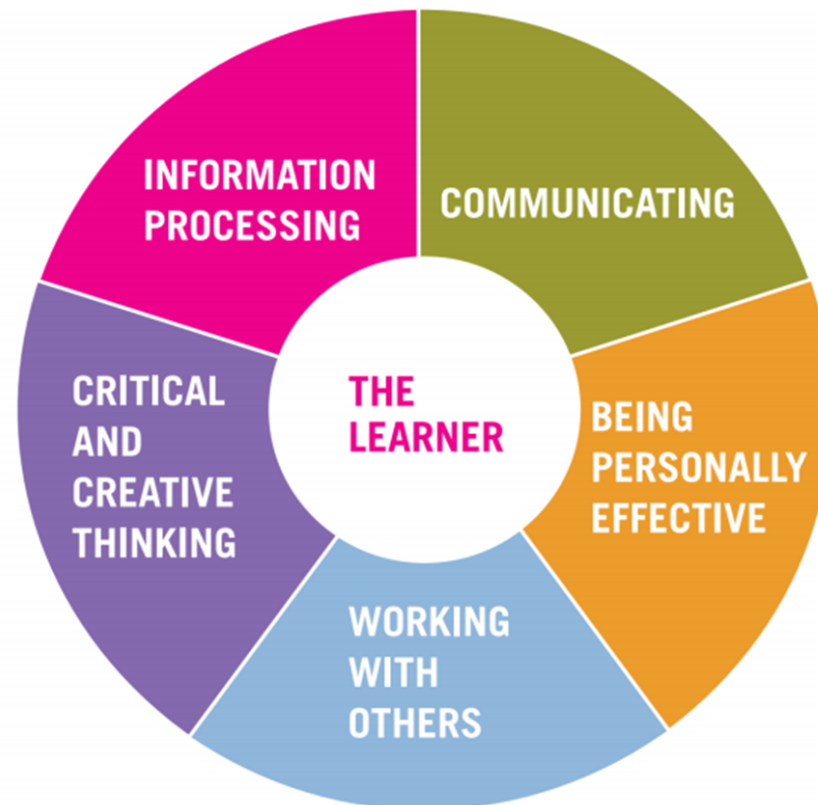 INFORMATION
PROCESSING
COMMUNICATING
CRITICAL
AND
CREATIVE
THINKING
THE
LEARNER
BEING
PERSONALLY
EFFECTIVE
WORKING
WITH
OTHERS